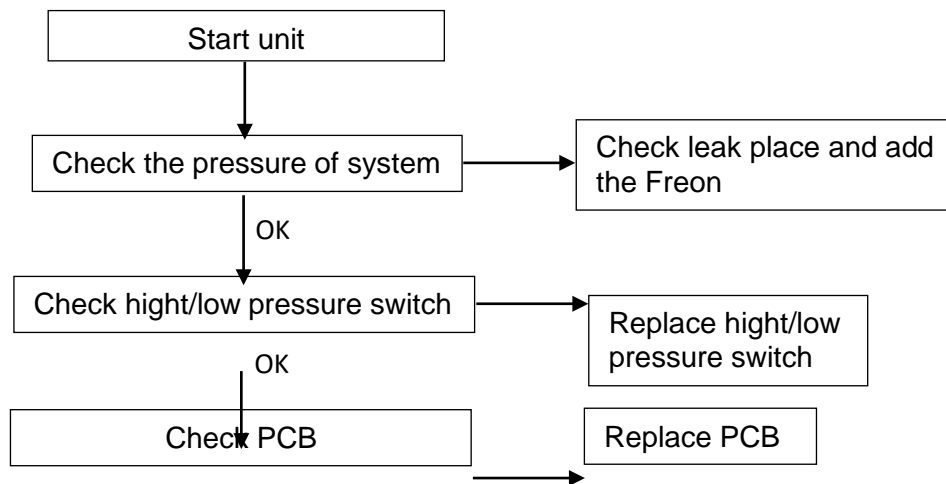 Start unit
Check the pressure of system
Check leak place and add
the Freon
OK
Check hight/low pressure switch
Replace hight/low
pressure switch
OK
Check PCB
Replace PCB